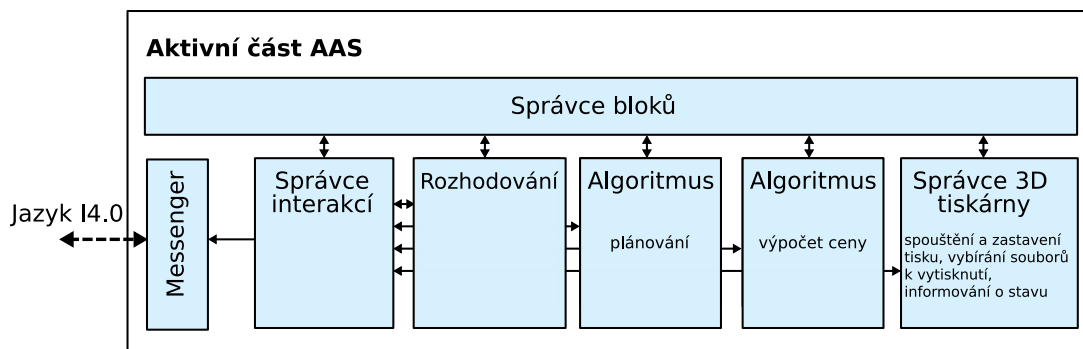 Aktivní část AAS
Správce bloků
Jazyk I4.0
Messenger
Správce
interakcí
Rozhodování
Algoritmus
plánování
Algoritmus
výpočet ceny
Správce 3D
tiskárny
spouštění a zastavení
tisku, vybírání souborů
k vytisknutí,
informování o stavu